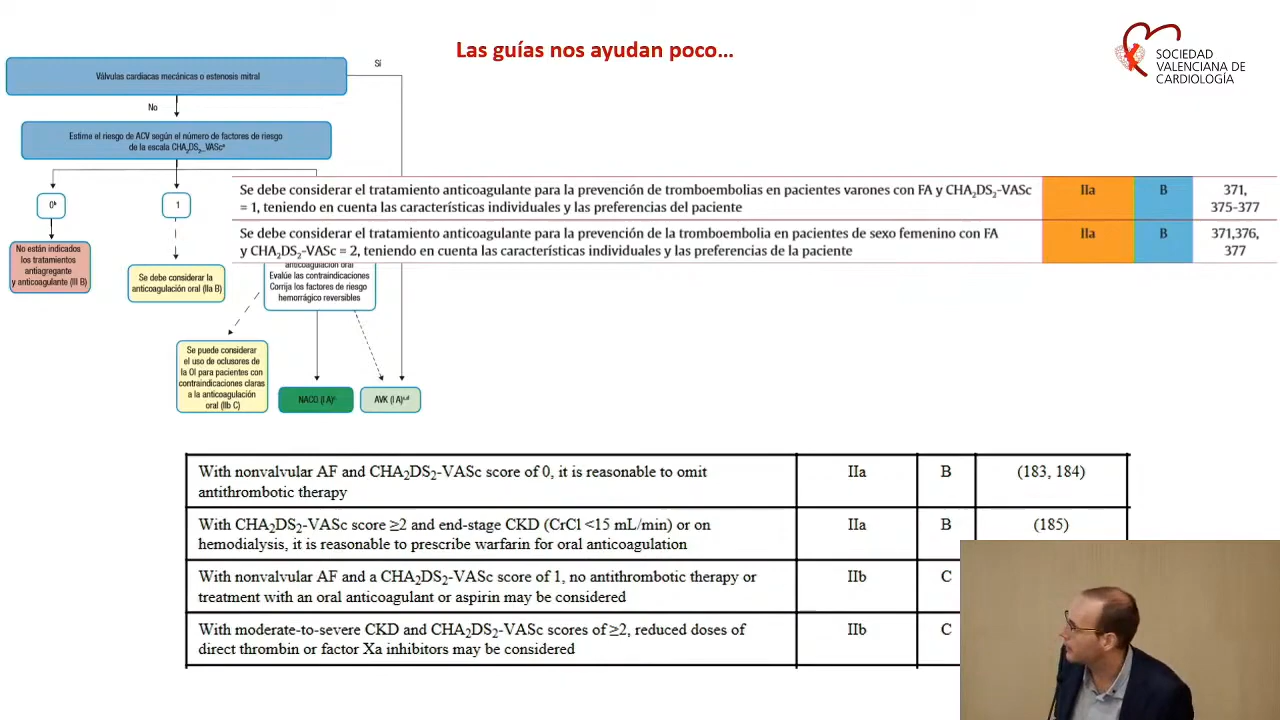 Las guías nos ayudan poco...
SOCIEDAD
VALENCIANA DE
CARDIOLOGÍA
Válvulas cardiacas mecánicas o estenosis mitral
Sí
No
Estime el riesgo de ACV según el número de factores de riesgo
de la escala CHA₂DS₂_VAScª
0ᵇ
1
No están indicados
los tratamientos
antiagregante
y anticoagulante (III B)
Se debe considerar la
anticoagulación oral (IIa B)
anticoagulación oral
Evalúe las contraindicaciones
Corrija los factores de riesgo
hemorrágico reversibles
Se puede considerar
el uso de oclusores de
la OI para pacientes con
contraindicaciones claras
a la anticoagulación
oral (IIb C)
NACO (I A)ᶜ
AVK (I A)ᶜ,ᵈ
Se debe considerar el tratamiento anticoagulante para la prevención de tromboembolias en pacientes varones con FA y CHA₂DS₂-VASc
= 1, teniendo en cuenta las características individuales y las preferencias del paciente
IIa
B
371,
375-377
Se debe considerar el tratamiento anticoagulante para la prevención de la tromboembolia en pacientes de sexo femenino con FA
y CHA₂DS₂-VASc = 2, teniendo en cuenta las características individuales y las preferencias de la paciente
IIa
B
371,376,
377
With nonvalvular AF and CHA₂DS₂-VASc score of 0, it is reasonable to omit
antithrombotic therapy
IIa
B
(183, 184)
With CHA₂DS₂-VASc score ≥2 and end-stage CKD (CrCl <15 mL/min) or on
hemodialysis, it is reasonable to prescribe warfarin for oral anticoagulation
IIa
B
(185)
With nonvalvular AF and a CHA₂DS₂-VASc score of 1, no antithrombotic therapy or
treatment with an oral anticoagulant or aspirin may be considered
IIb
C
With moderate-to-severe CKD and CHA₂DS₂-VASc scores of ≥2, reduced doses of
direct thrombin or factor Xa inhibitors may be considered
IIb
C